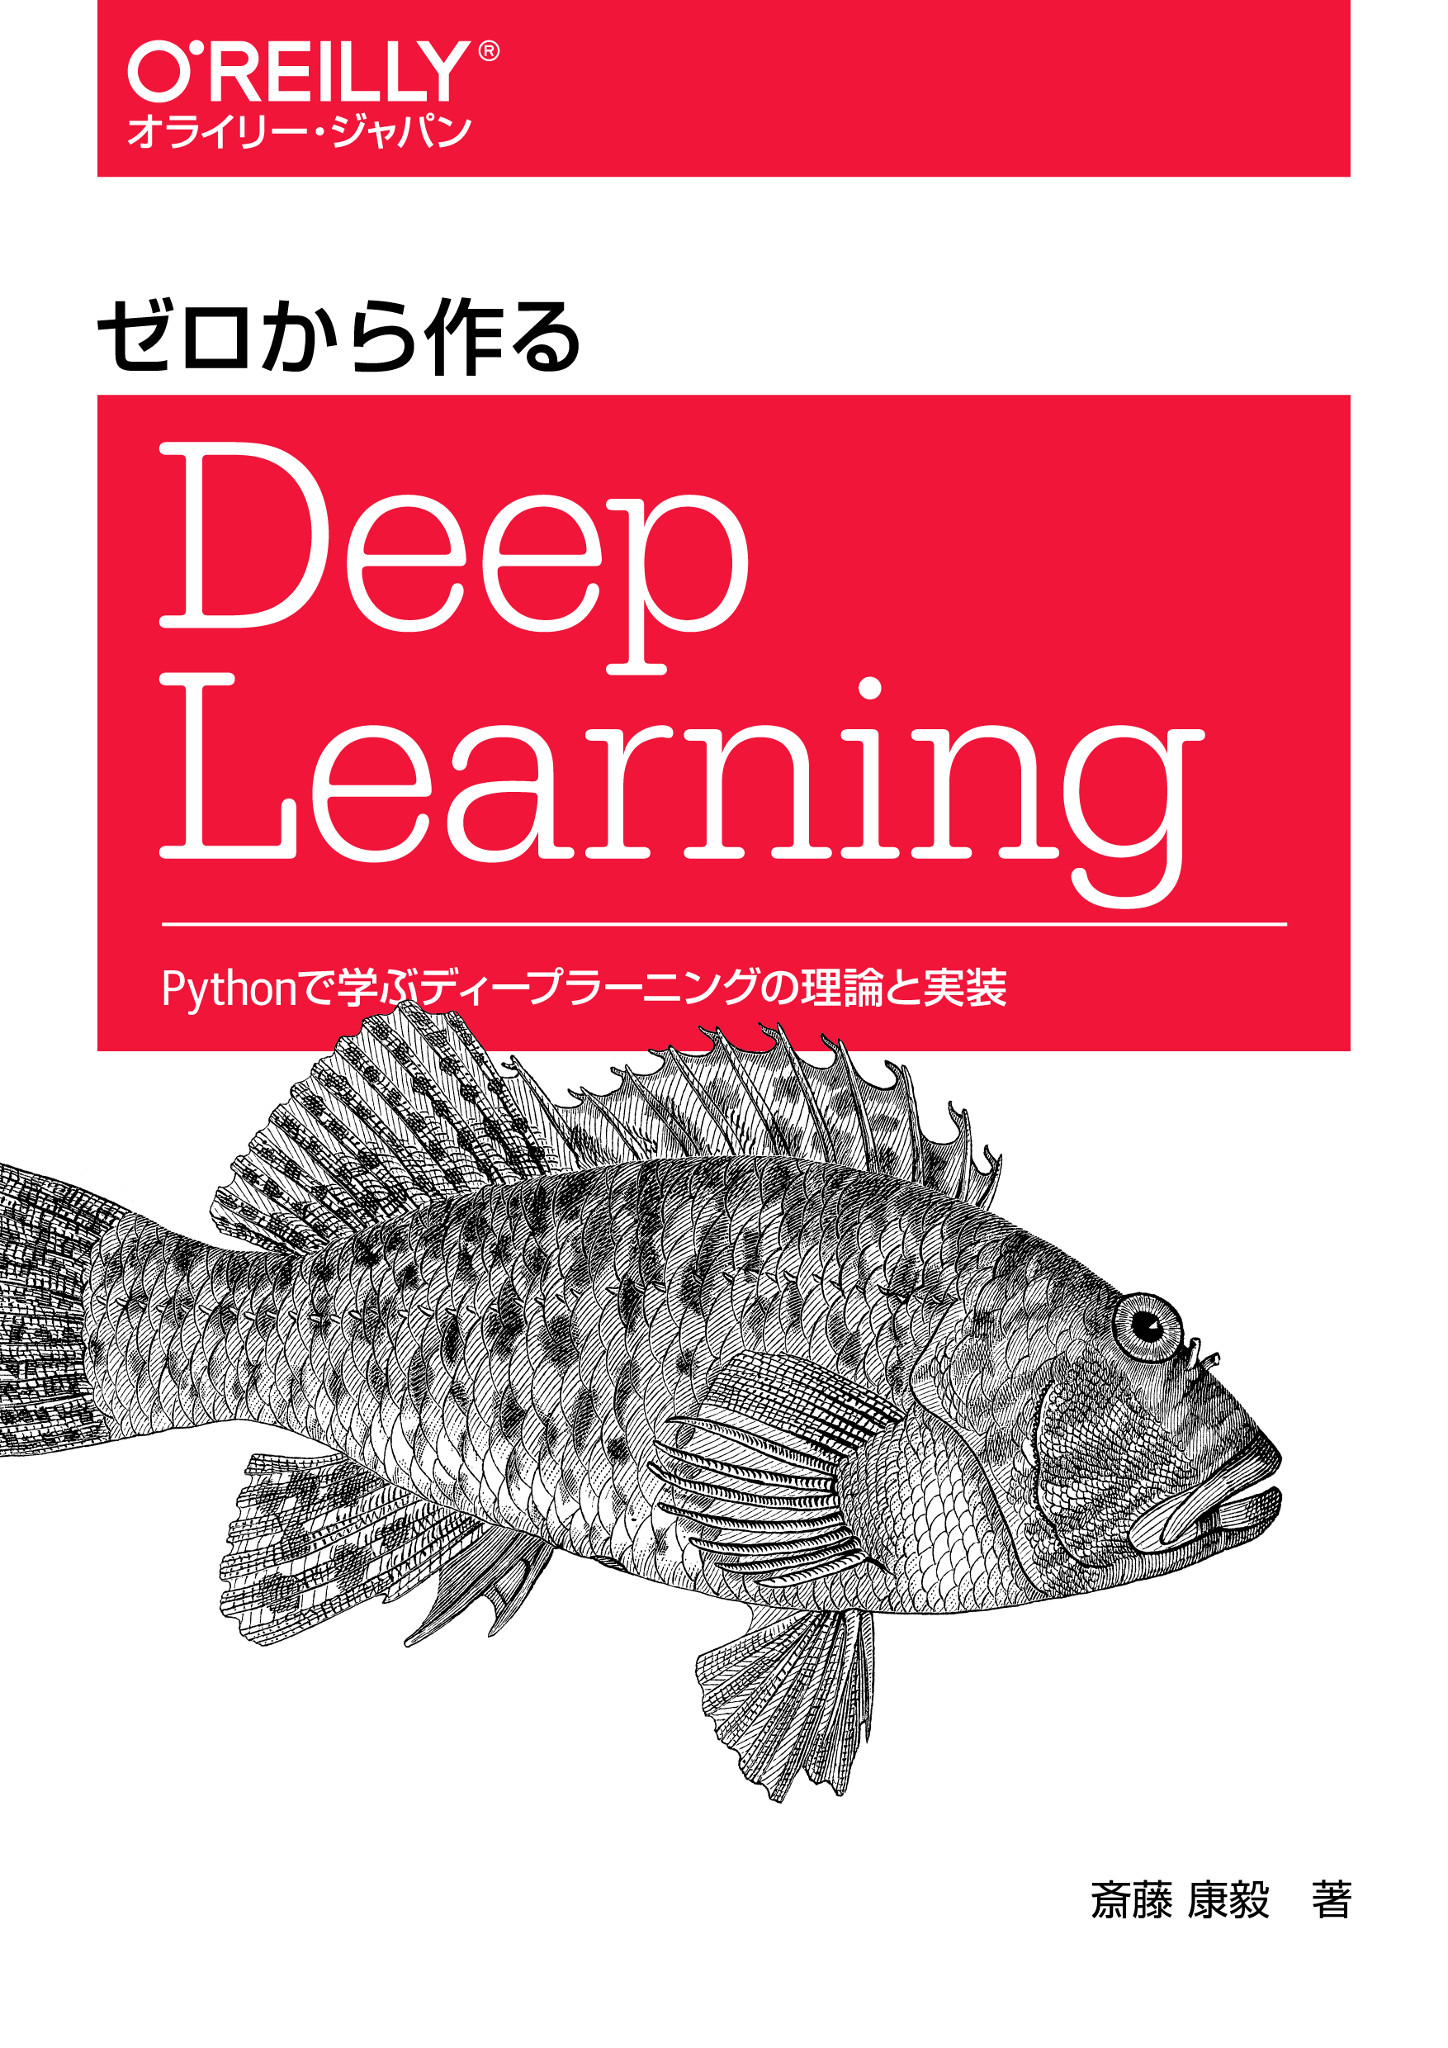 O'REILLY®
オライリー・ジャパン
ゼロから作る
Deep
Learning
Pythonで学ぶディープラーニングの理論と実装
斎藤 康毅　著